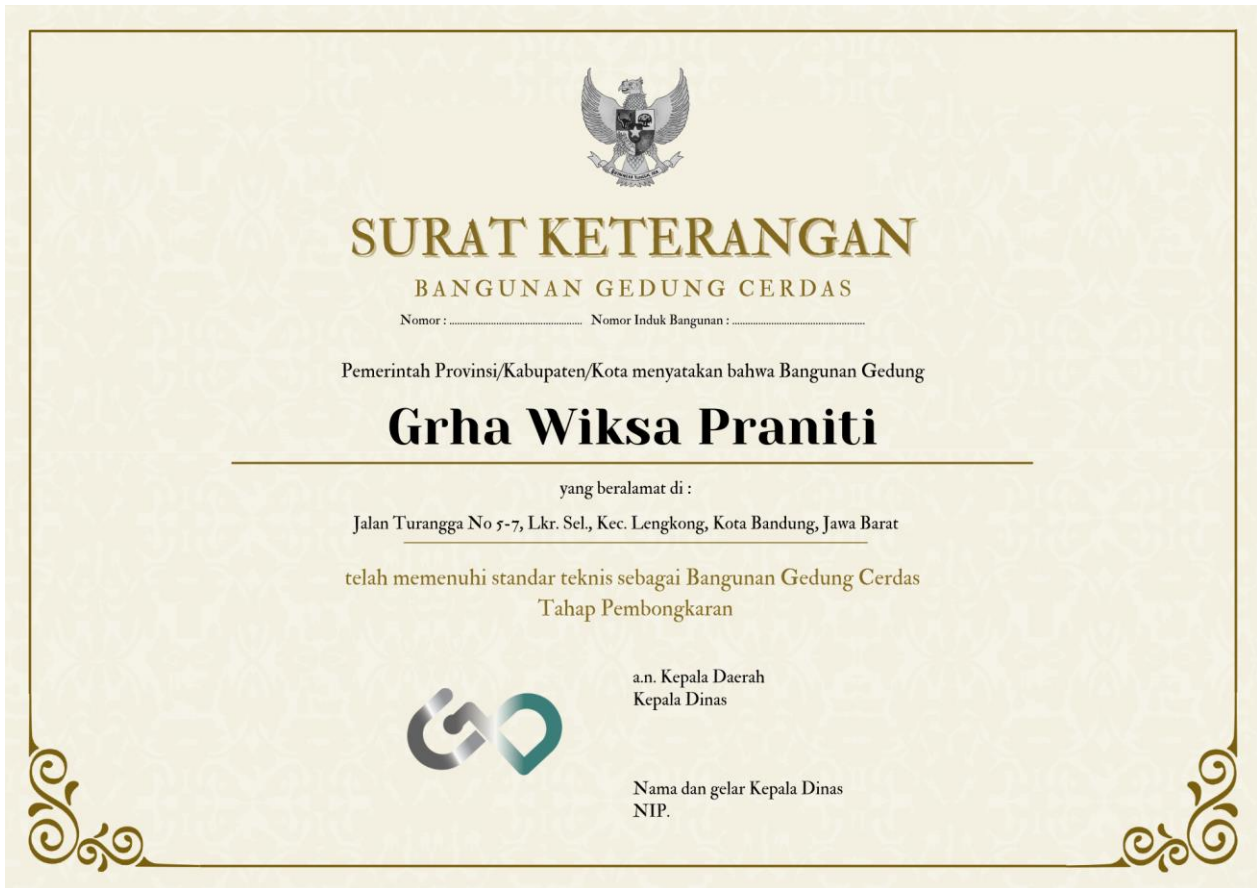 SURAT KETERANGAN
BANGUNAN GEDUNG CERDAS
Nomor : ........................................................ Nomor Induk Bangunan : ........................................................
Pemerintah Provinsi/Kabupaten/Kota menyatakan bahwa Bangunan Gedung
Grha Wiksa Praniti
yang beralamat di :
Jalan Turangga No 5-7, Lkr. Sel., Kec. Lengkong, Kota Bandung, Jawa Barat
telah memenuhi standar teknis sebagai Bangunan Gedung Cerdas
Tahap Pembongkaran
a.n. Kepala Daerah
Kepala Dinas
Nama dan gelar Kepala Dinas
NIP.